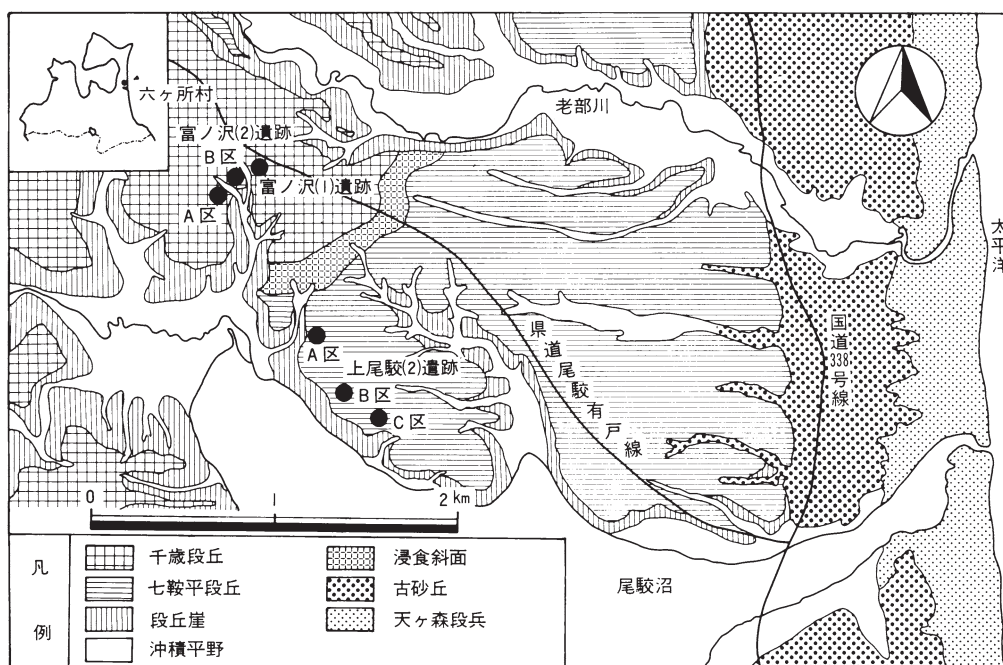 六ヶ所村
老部川
富ノ沢(2)遺跡
B区
富ノ沢(1)遺跡
A区
太平洋
国道338号線
県道尾駮有戸線
A区
上尾駮(2)遺跡
B区
C区
0 1 2km
尾駮沼
凡例
千歳段丘
七鞍平段丘
段丘崖
沖積平野
浸食斜面
古砂丘
天ヶ森段兵